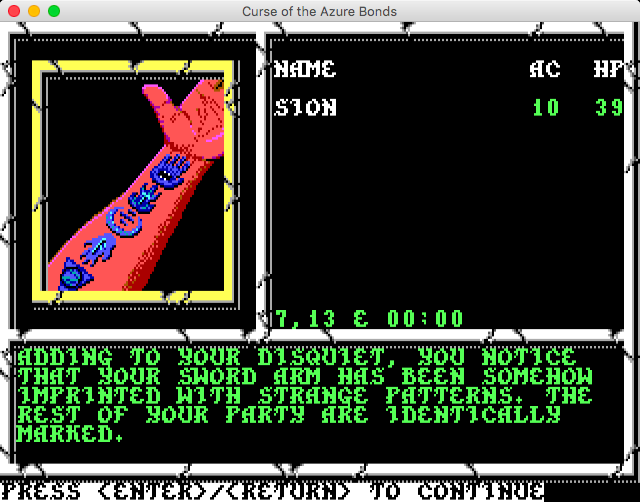 Curse of the Azure Bonds
NAME AC HP
SION 10 39
7,13 E 00:00
ADDING TO YOUR DISQUIET, YOU NOTICE
THAT YOUR SWORD ARM HAS BEEN SOMEHOW
IMPRINTED WITH STRANGE PATTERNS. THE
REST OF YOUR PARTY ARE IDENTICALLY
MARKED.
PRESS <ENTER>/<RETURN> TO CONTINUE